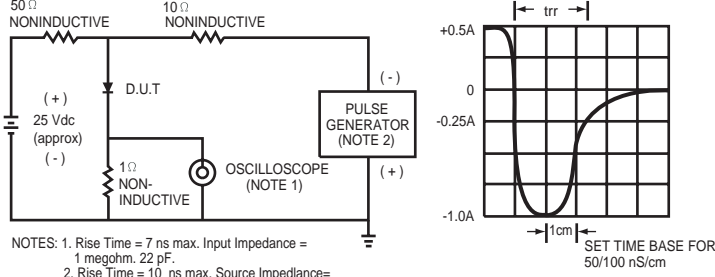 50 Ω
NONINDUCTIVE
10 Ω
NONINDUCTIVE
( + )
25 Vdc
(approx)
( - )
D.U.T
1 Ω
NON-
INDUCTIVE
OSCILLOSCOPE
(NOTE 1)
( - )
PULSE
GENERATOR
(NOTE 2)
( + )
NOTES: 1. Rise Time = 7 ns max. Input Impedance =
1 megohm. 22 pF.
2. Rise Time = 10 ns max. Source Impedlance=
trr
+0.5A
0
-0.25A
-1.0A
1cm
SET TIME BASE FOR
50/100 nS/cm